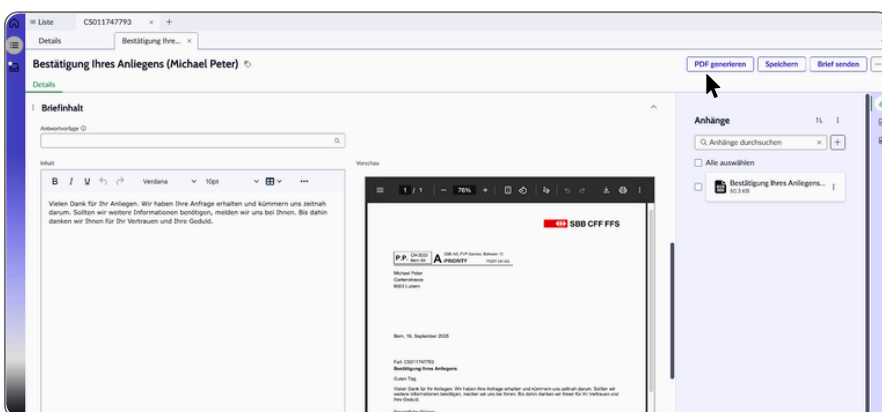 Liste
CS011747793 × +
Details
Bestätigung Ihre... ×
Bestätigung Ihres Anliegens (Michael Peter)
PDF generieren
Speichern
Brief senden
Details
Briefinhalt
Antwortvorlage
Inhalt
B I U Verdana 10pt ...
Vielen Dank für Ihr Anliegen. Wir haben Ihre Anfrage erhalten und kümmern uns zeitnah
darum. Sollten wir weitere Informationen benötigen, melden wir uns bei Ihnen. Bis dahin
danken wir Ihnen für Ihr Vertrauen und Ihre Geduld.
Vorschau
1 / 1 − 76% +
SBB CFF FFS
P.P. A -PRIORITY
POST CH AG
Michael Peter
Gartenstrasse
6003 Luzern
Bern, 16. September 2025
Fall: CS011747793
Bestätigung Ihres Anliegens
Guten Tag
Vielen Dank für Ihr Anliegen. Wir haben Ihre Anfrage erhalten und kümmern uns zeitnah darum. Sollten wir
weitere Informationen benötigen, melden wir uns bei Ihnen. Bis dahin danken wir Ihnen für Ihr Vertrauen und
Ihre Geduld.
Anhänge
Anhänge durchsuchen × +
Alle auswählen
Bestätigung Ihres Anliegens...
50.3 KB